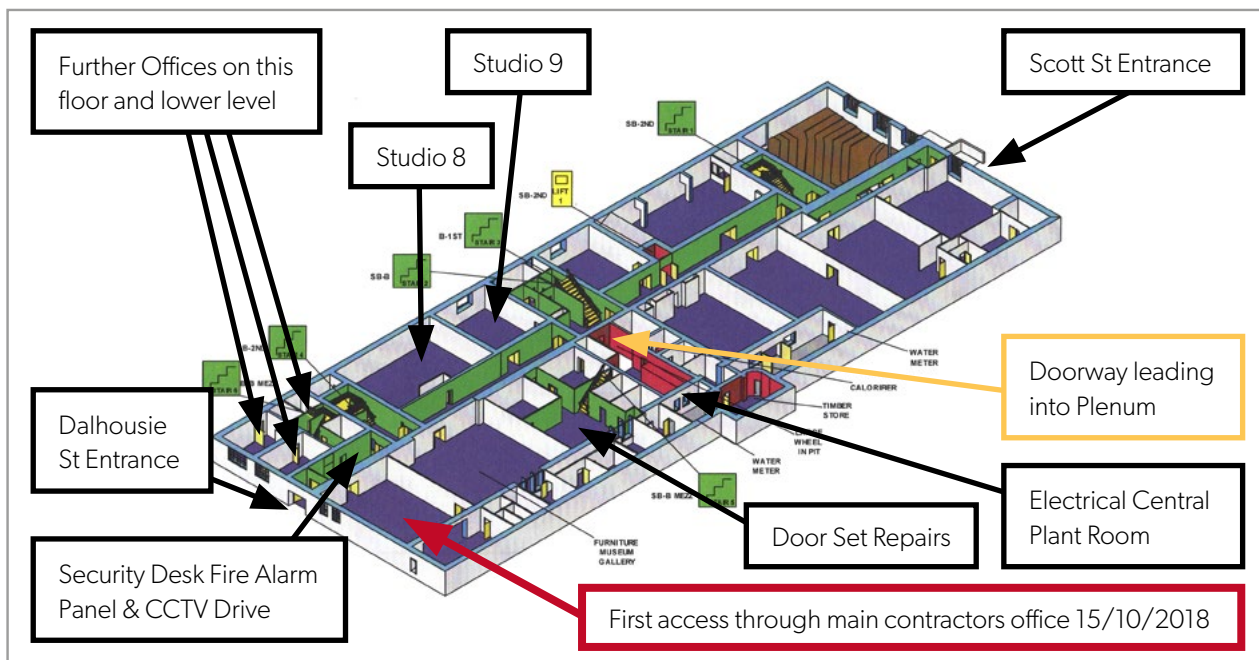 Further Offices on this
floor and lower level
Studio 9
Scott St Entrance
Studio 8
SB-2ND
STAIR 1
SB-2ND
LIFT
1
B-1ST
STAIR 3
SB-B
STAIR 2
STAIR 4
B-B MEZ
Dalhousie
St Entrance
WATER
METER
CALORIFIER
TIMBER
STORE
WHEEL
IN PIT
WATER
METER
SB-B MEZZ
STAIR 5
FURNITURE
MUSEUM
GALLERY
Doorway leading
into Plenum
Electrical Central
Plant Room
Door Set Repairs
Security Desk Fire Alarm
Panel & CCTV Drive
First access through main contractors office 15/10/2018